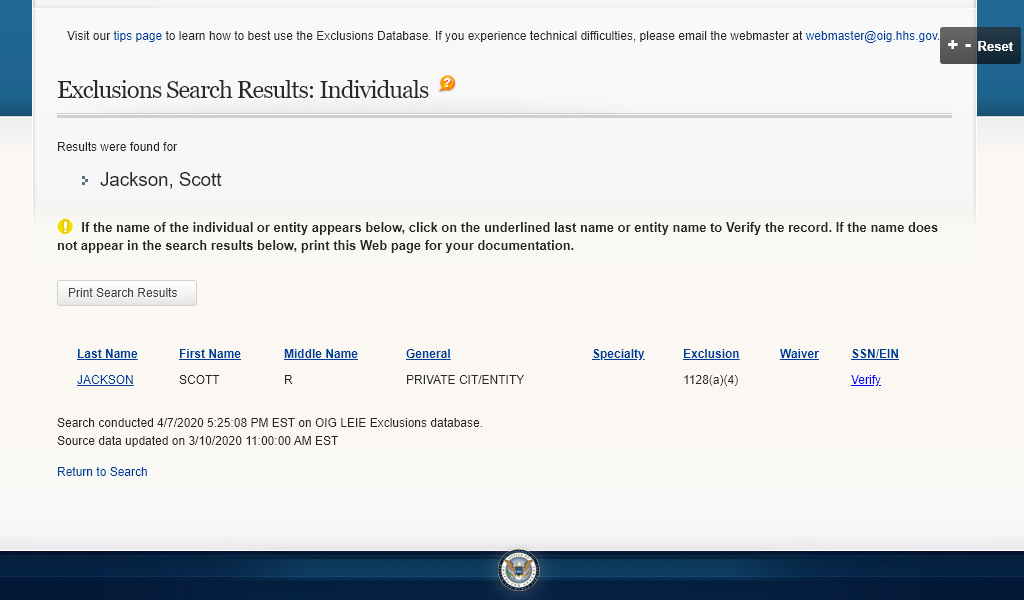 Visit our tips page to learn how to best use the Exclusions Database. If you experience technical difficulties, please email the webmaster at webmaster@oig.hhs.gov.
+ - Reset
Exclusions Search Results: Individuals
Results were found for
Jackson, Scott
If the name of the individual or entity appears below, click on the underlined last name or entity name to Verify the record. If the name does
not appear in the search results below, print this Web page for your documentation.
Print Search Results
Last Name First Name Middle Name General Specialty Exclusion Waiver SSN/EIN
JACKSON SCOTT R PRIVATE CIT/ENTITY 1128(a)(4) Verify
Search conducted 4/7/2020 5:25:08 PM EST on OIG LEIE Exclusions database.
Source data updated on 3/10/2020 11:00:00 AM EST
Return to Search